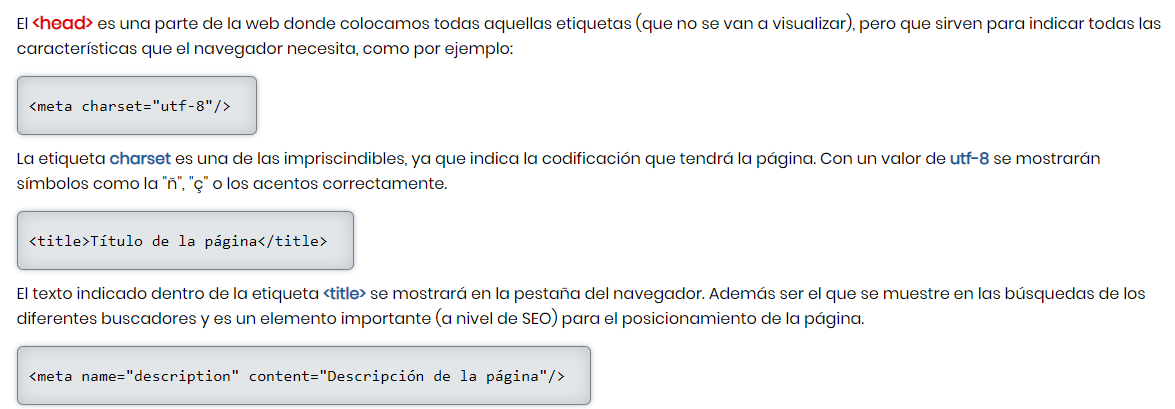 El <head> es una parte de la web donde colocamos todas aquellas etiquetas (que no se van a visualizar), pero que sirven para indicar todas las
características que el navegador necesita, como por ejemplo:
<meta charset="utf-8"/>
La etiqueta charset es una de las impriscindibles, ya que indica la codificación que tendrá la página. Con un valor de utf-8 se mostrarán
símbolos como la "ñ", "ç" o los acentos correctamente.
<title>Título de la página</title>
El texto indicado dentro de la etiqueta <title> se mostrará en la pestaña del navegador. Además ser el que se muestre en las búsquedas de los
diferentes buscadores y es un elemento importante (a nivel de SEO) para el posicionamiento de la página.
<meta name="description" content="Descripción de la página"/>